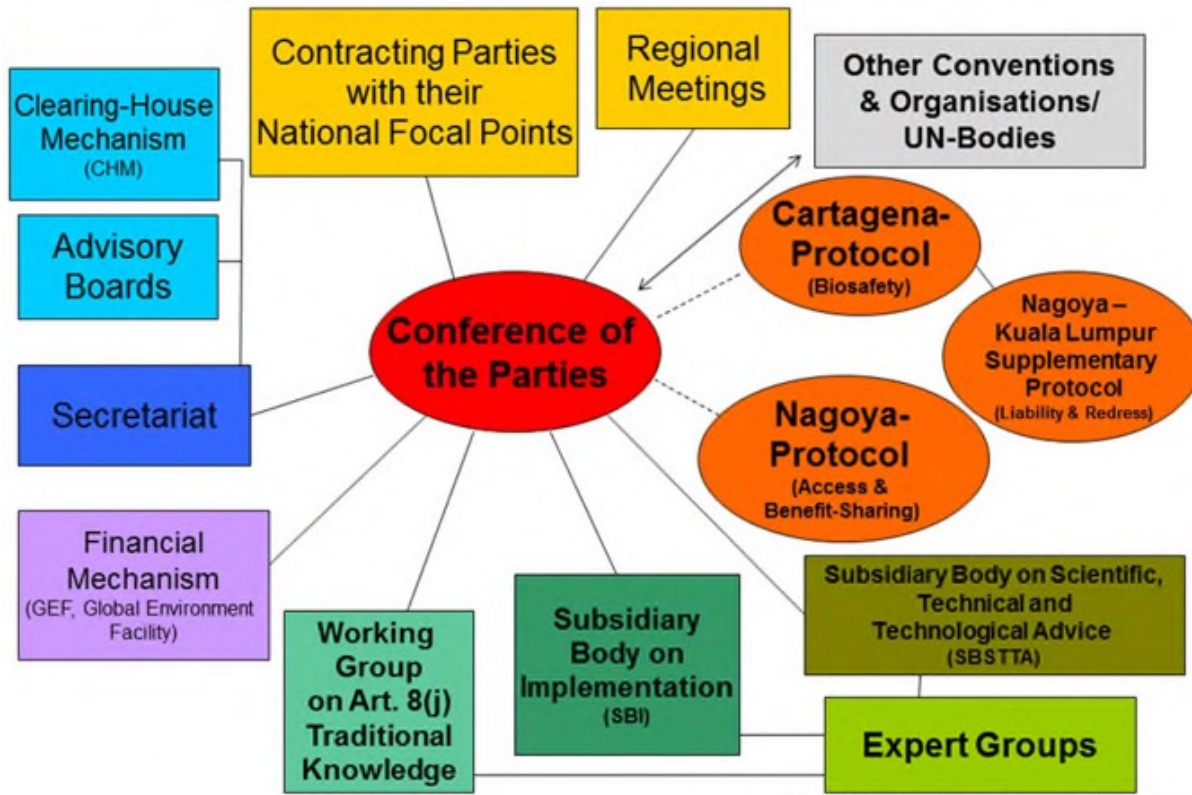 Contracting Parties
with their
National Focal Points
Regional
Meetings
Other Conventions
& Organisations/
UN-Bodies
Clearing-House
Mechanism
(CHM)
Advisory
Boards
Secretariat
Financial
Mechanism
(GEF, Global Environment
Facility)
Conference of
the Parties
Cartagena-
Protocol
(Biosafety)
Nagoya –
Kuala Lumpur
Supplementary
Protocol
(Liability & Redress)
Nagoya-
Protocol
(Access &
Benefit-Sharing)
Working
Group
on Art. 8(j)
Traditional
Knowledge
Subsidiary
Body on
Implementation
(SBI)
Subsidiary Body on Scientific,
Technical and
Technological Advice
(SBSTTA)
Expert Groups